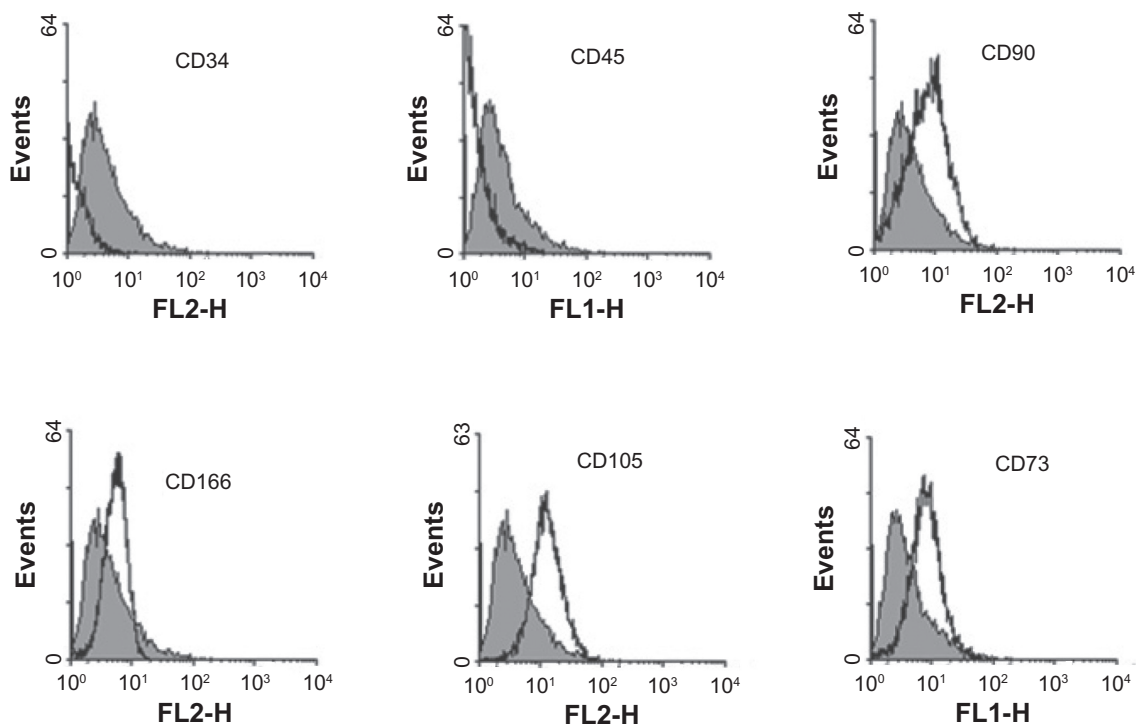 64
CD34
Events
0
10⁰ 10¹ 10² 10³ 10⁴
FL2-H
64
CD45
Events
0
10⁰ 10¹ 10² 10³ 10⁴
FL1-H
64
CD90
Events
0
10⁰ 10¹ 10² 10³ 10⁴
FL2-H
64
CD166
Events
0
10⁰ 10¹ 10² 10³ 10⁴
FL2-H
63
CD105
Events
0
10⁰ 10¹ 10² 10³ 10⁴
FL2-H
64
CD73
Events
0
10⁰ 10¹ 10² 10³ 10⁴
FL1-H